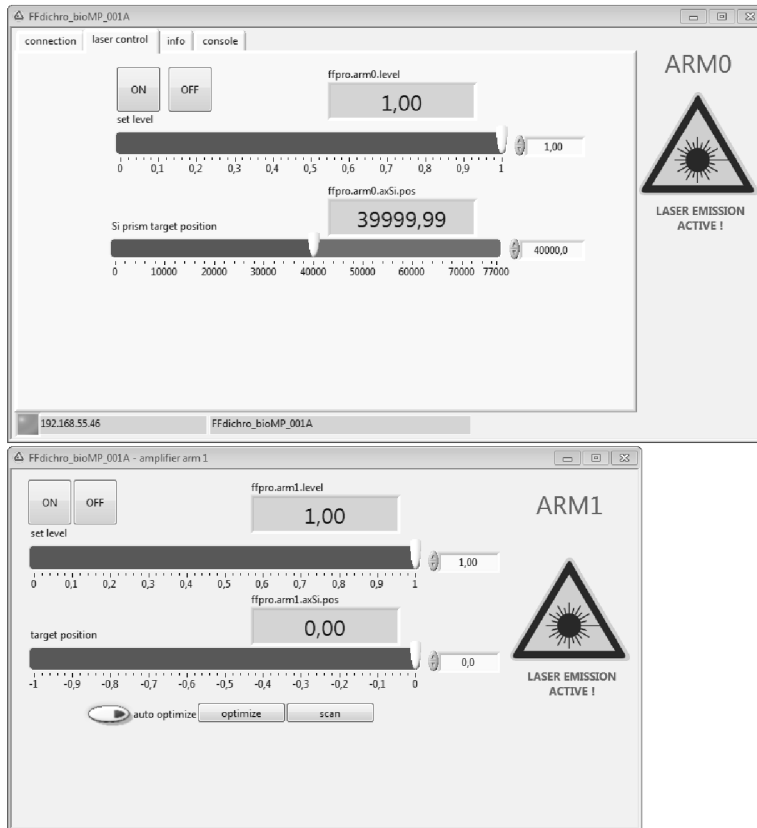 FFdichro_bioMP_001A
connection laser control info console
ARM0
ON OFF
ffpro.arm0.level
1,00
set level
1,00
0 0,1 0,2 0,3 0,4 0,5 0,6 0,7 0,8 0,9 1
ffpro.arm0.axSi.pos
39999,99
Si prism target position
40000,0
0 10000 20000 30000 40000 50000 60000 70000 77000
LASER EMISSION
ACTIVE !
192.168.55.46 FFdichro_bioMP_001A
FFdichro_bioMP_001A - amplifier arm 1
ARM1
ON OFF
ffpro.arm1.level
1,00
set level
1,00
0 0,1 0,2 0,3 0,4 0,5 0,6 0,7 0,8 0,9 1
ffpro.arm1.axSi.pos
0,00
target position
0,0
-1 -0,9 -0,8 -0,7 -0,6 -0,5 -0,4 -0,3 -0,2 -0,1 0
LASER EMISSION
ACTIVE !
auto optimize optimize scan